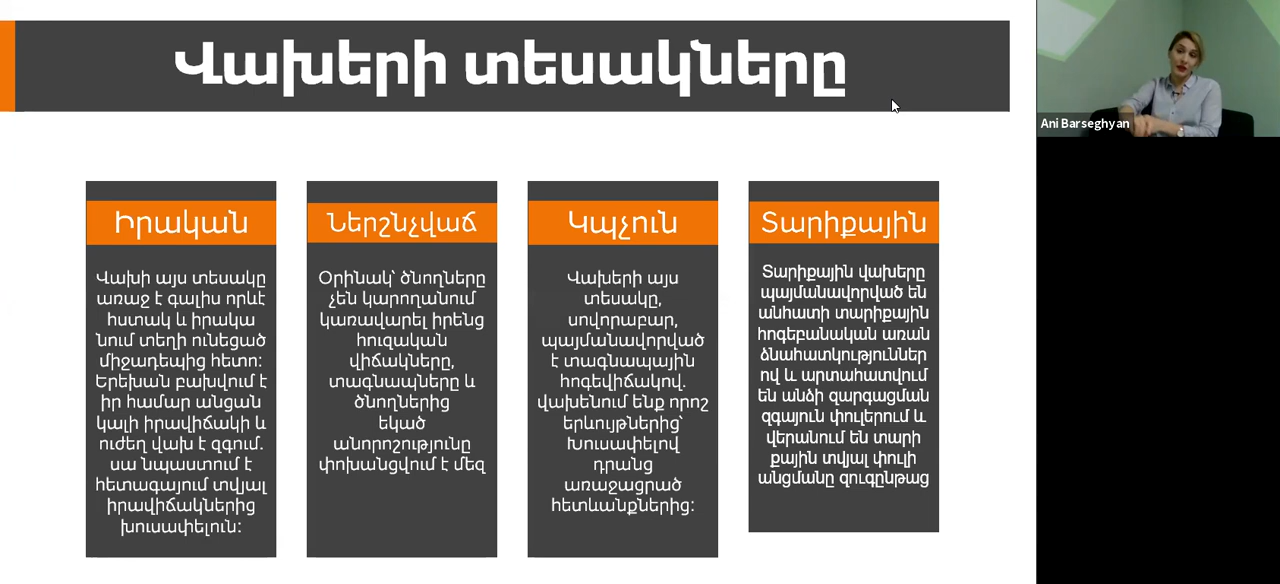 Վախերի տեսակները
Ani Barseghyan
Իրական
Վախի այս տեսակը
առաջ է գալիս որևէ
հստակ և իրակա
նում տեղի ունեցած
միջադեպից հետո:
Երեխան բախվում է
իր համար անցան
կալի իրավիճակի և
ուժեղ վախ է զգում.
սա նպաստում է
հետագայում տվյալ
իրավիճակներից
խուսափելուն:
Ներշնչված
Օրինակ՝ ծնողները
չեն կարողանում
կառավարել իրենց
հուզական
վիճակները,
տագնապները և
ծնողներից
եկած
անորոշությունը
փոխանցվում է մեզ
Կպչուն
Վախերի այս
տեսակը,
սովորաբար,
պայմանավորված
է տագնապային
հոգեվիճակով.
վախենում ենք որոշ
երևույթներից՝
Խուսափելով
դրանց
առաջացրած
հետևանքներից:
Տարիքային
Տարիքային վախերը
պայմանավորված են
անհատի տարիքային
հոգեբանական առան
ձնահատկություններ
ով և արտահատվում
են անձի զարգացման
զգայուն փուլերում և
վերանում են տարի
քային տվյալ փուլի
անցմանը զուգընթաց